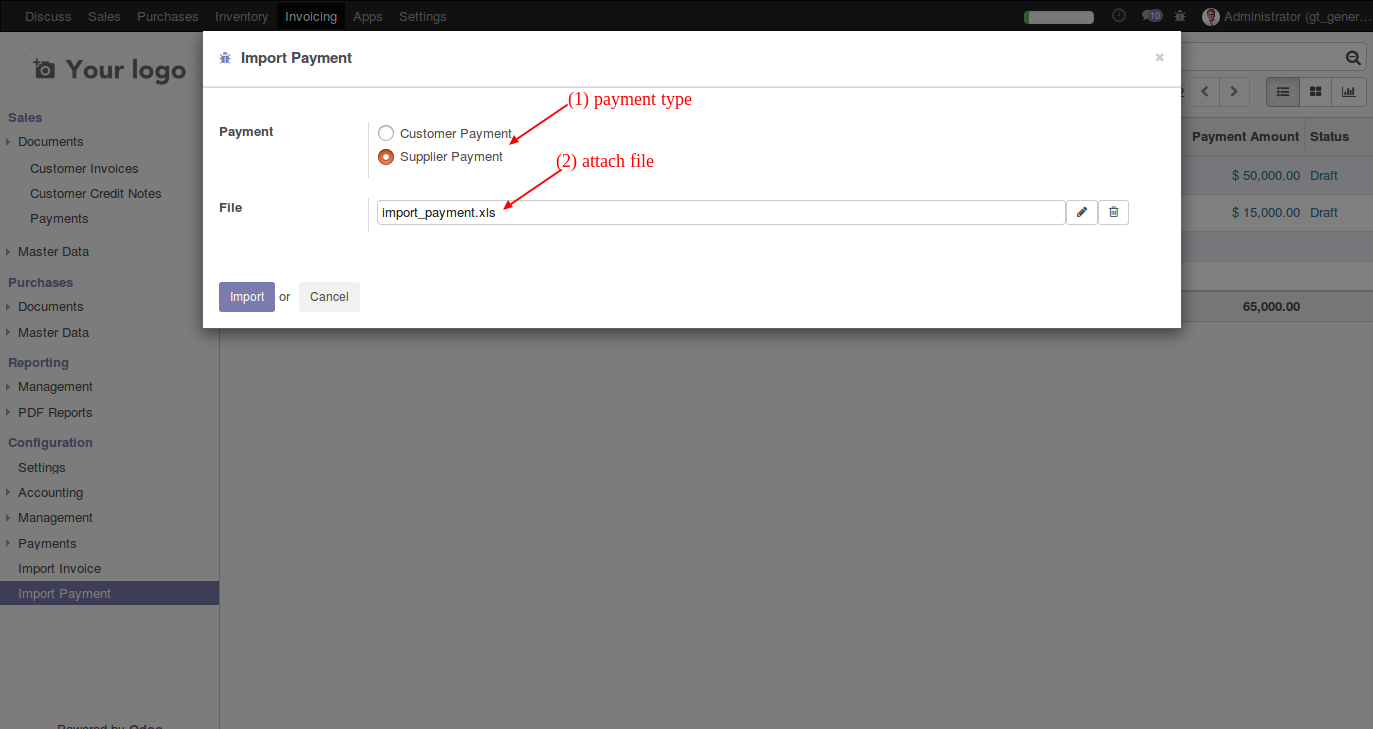 Discuss Sales Purchases Inventory Invoicing Apps Settings 10 Administrator (gt_gener...
Your logo
Import Payment ×
(1) payment type
Payment
Customer Payment
Supplier Payment
(2) attach file
File
import_payment.xls
Import or Cancel
Sales
Documents
Customer Invoices
Customer Credit Notes
Payments
Master Data
Purchases
Documents
Master Data
Reporting
Management
PDF Reports
Configuration
Settings
Accounting
Management
Payments
Import Invoice
Import Payment
Powered by Odoo
2
Payment Amount Status
$ 50,000.00 Draft
$ 15,000.00 Draft
65,000.00